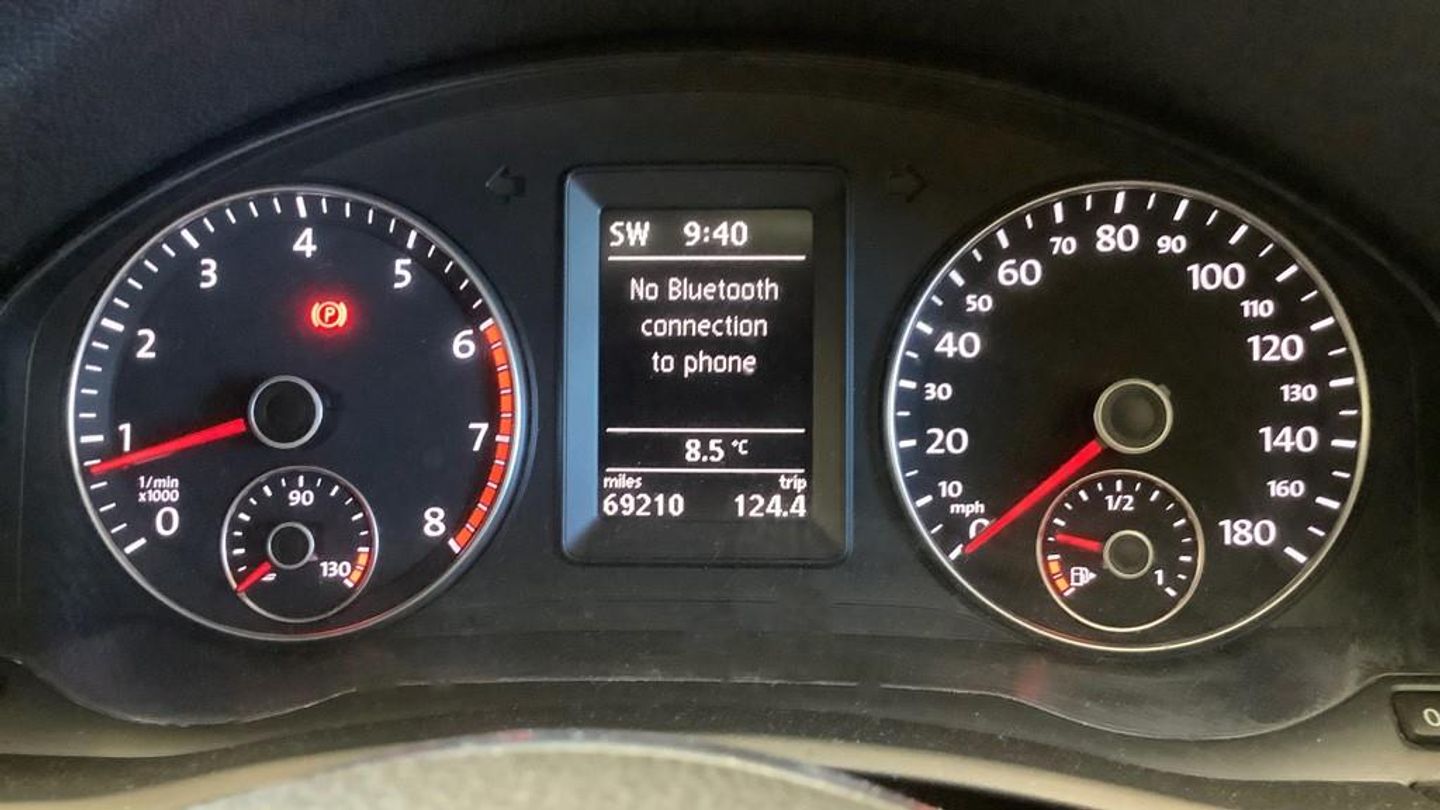 SW 9:40
No Bluetooth
connection
to phone
8.5 °C
miles trip
69210 124.4
0 1 2 3 4 5 6 7 8
1/min
x1000
P
90
130
0 10 20 30 40 50 60 70 80 90 100 110 120 130 140 160 180
mph
1/2
1
0